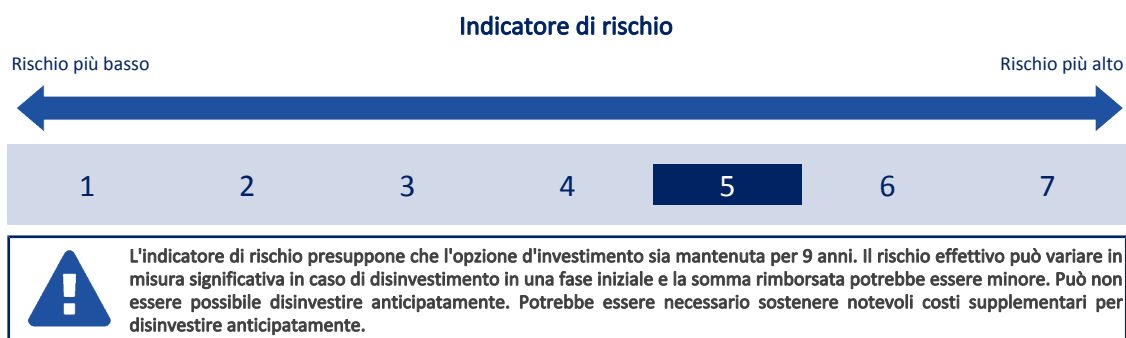 Indicatore di rischio
Rischio più basso
Rischio più alto
1 2 3 4 5 6 7
L'indicatore di rischio presuppone che l'opzione d'investimento sia mantenuta per 9 anni. Il rischio effettivo può variare in
misura significativa in caso di disinvestimento in una fase iniziale e la somma rimborsata potrebbe essere minore. Può non
essere possibile disinvestire anticipatamente. Potrebbe essere necessario sostenere notevoli costi supplementari per
disinvestire anticipatamente.